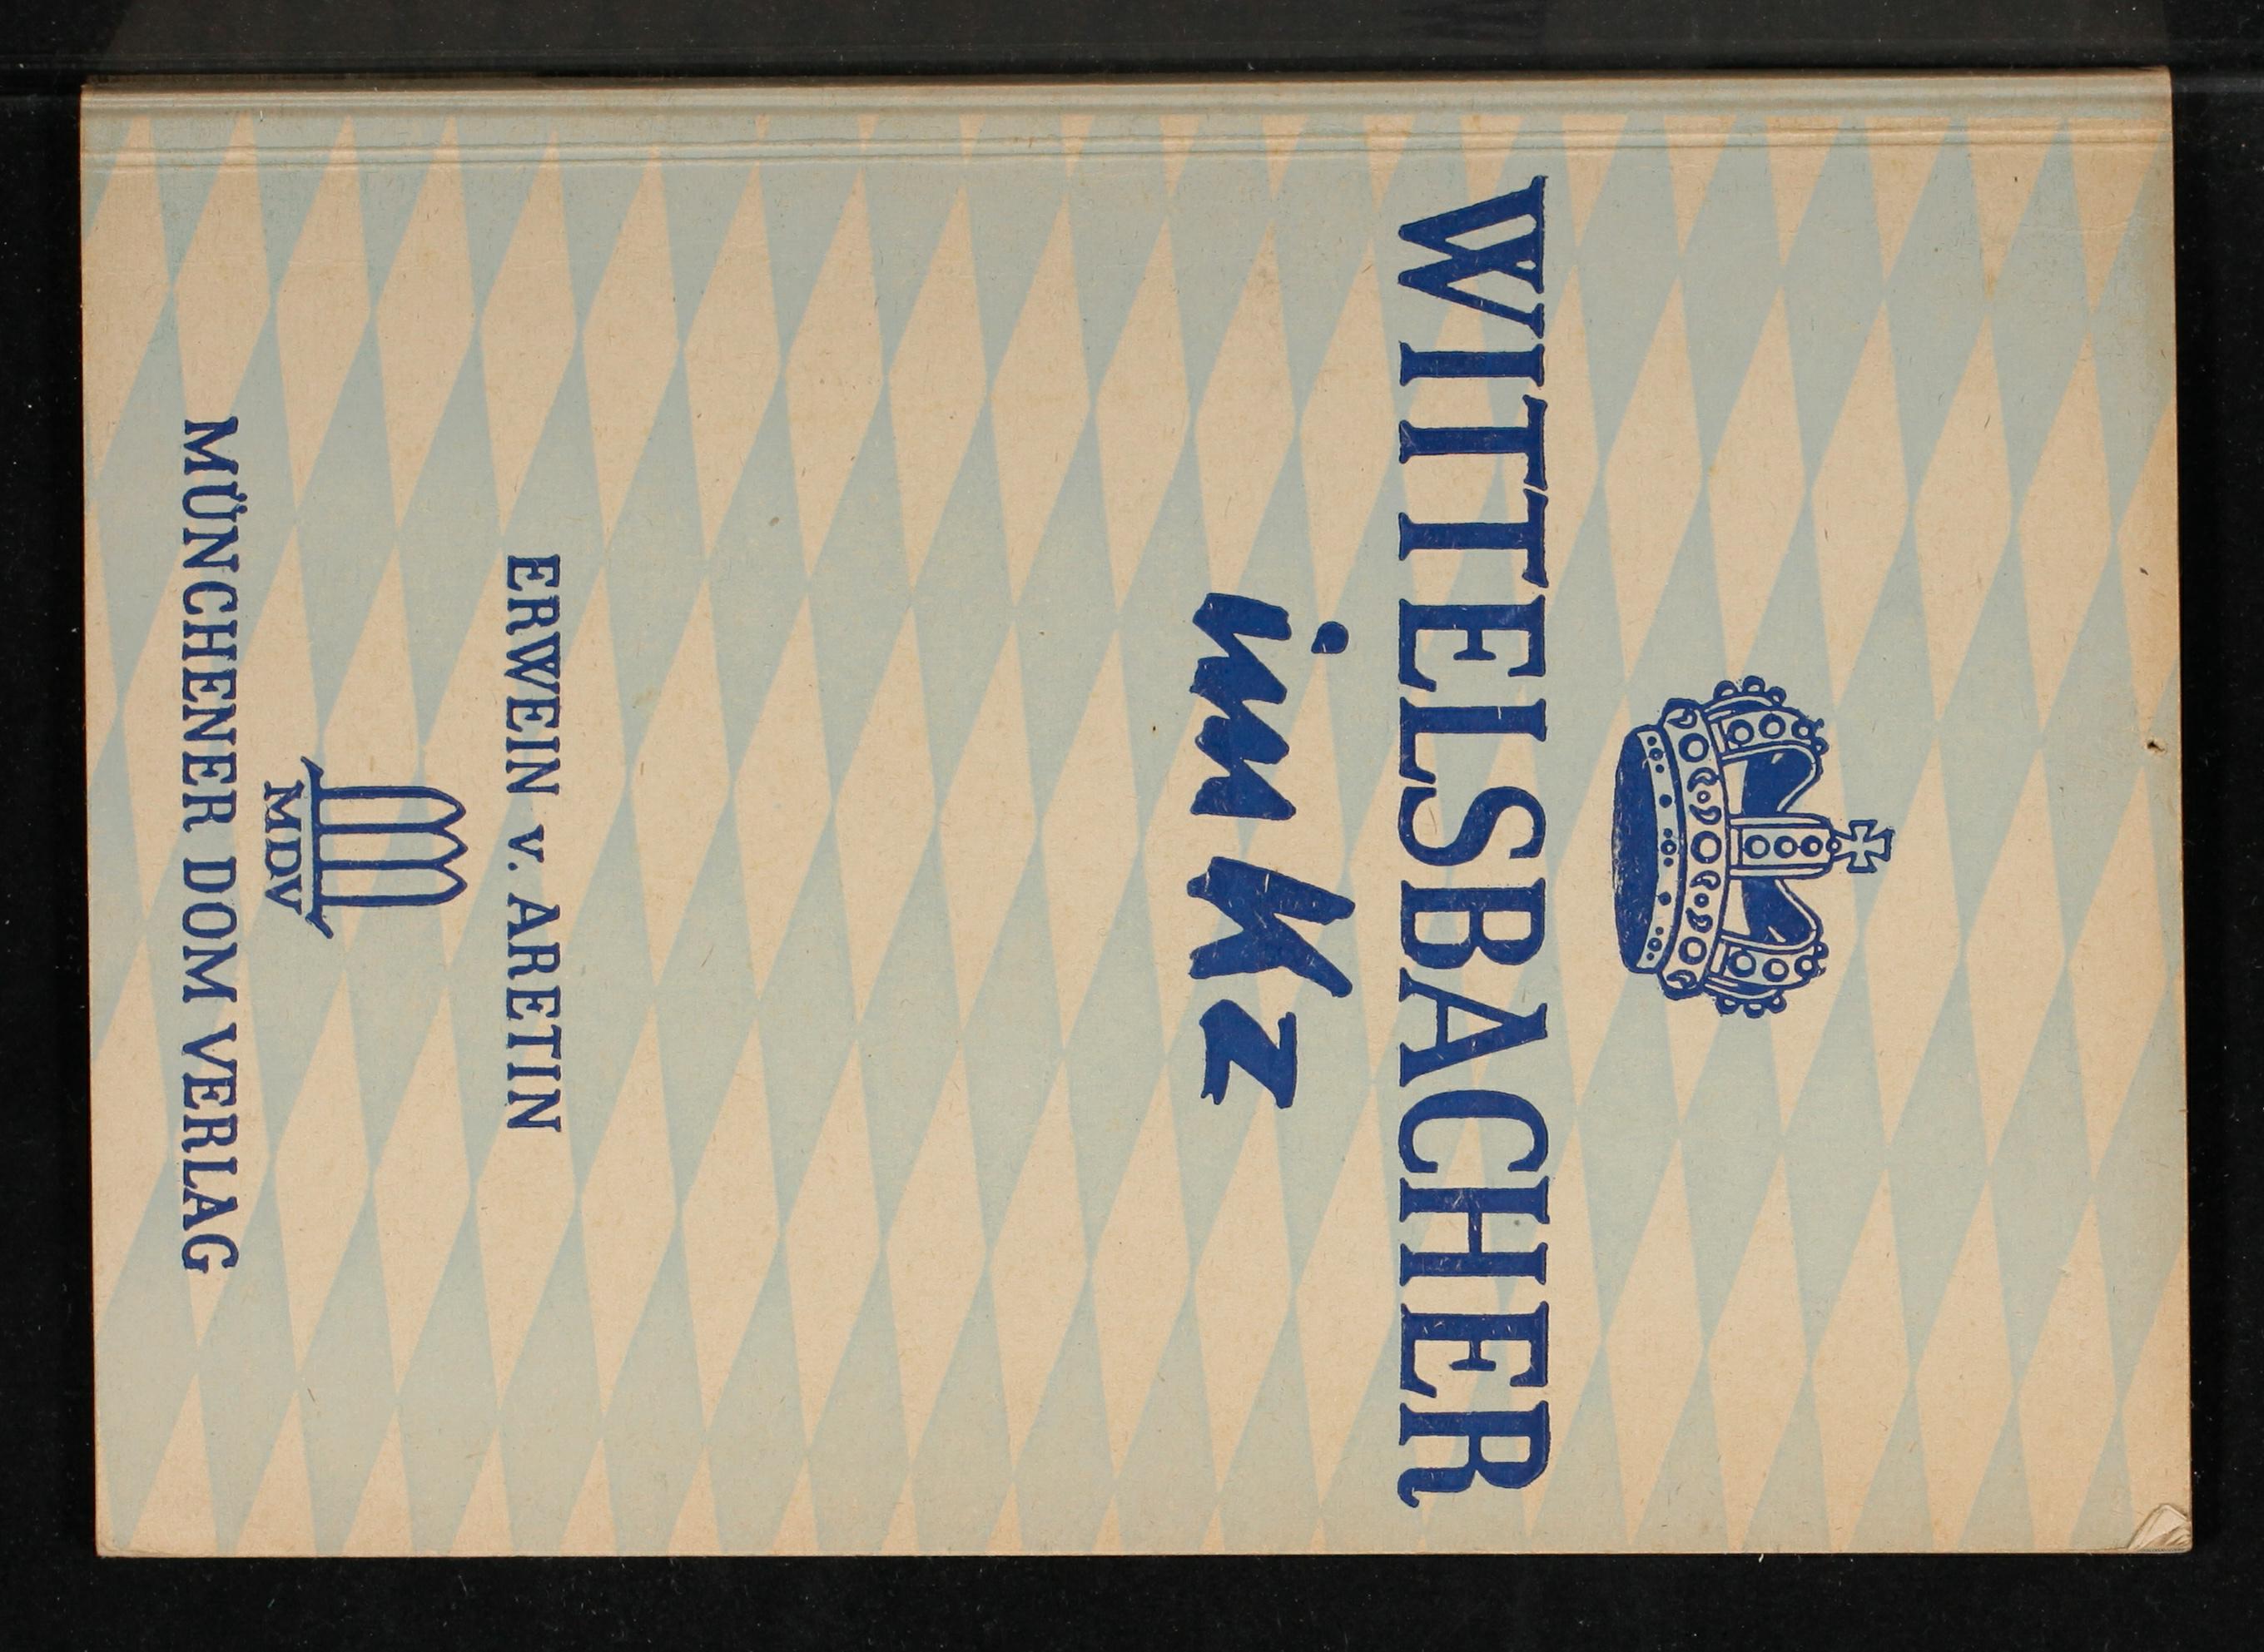 WITTELSBACHER
im Kz
ERWEIN v. ARETIN
MDV
MÜNCHENER DOM VERLAG